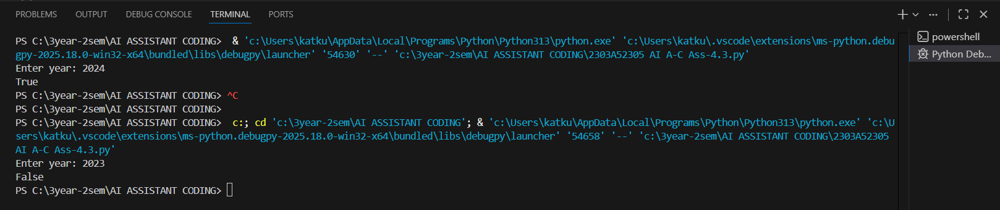 PROBLEMS OUTPUT DEBUG CONSOLE TERMINAL PORTS
PS C:\3year-2sem\AI ASSISTANT CODING>  & 'c:\Users\katku\AppData\Local\Programs\Python\Python313\python.exe' 'c:\Users\katku\.vscode\extensions\ms-python.debu
gpy-2025.18.0-win32-x64\bundled\libs\debugpy\launcher' '54630' '--' 'c:\3year-2sem\AI ASSISTANT CODING\2303A52305 AI A-C Ass-4.3.py'
Enter year: 2024
True
PS C:\3year-2sem\AI ASSISTANT CODING> ^C
PS C:\3year-2sem\AI ASSISTANT CODING>
PS C:\3year-2sem\AI ASSISTANT CODING>  c:; cd 'c:\3year-2sem\AI ASSISTANT CODING'; & 'c:\Users\katku\AppData\Local\Programs\Python\Python313\python.exe' 'c:\U
sers\katku\.vscode\extensions\ms-python.debugpy-2025.18.0-win32-x64\bundled\libs\debugpy\launcher' '54658' '--' 'c:\3year-2sem\AI ASSISTANT CODING\2303A52305
AI A-C Ass-4.3.py'
Enter year: 2023
False
PS C:\3year-2sem\AI ASSISTANT CODING>
powershell
Python Deb...